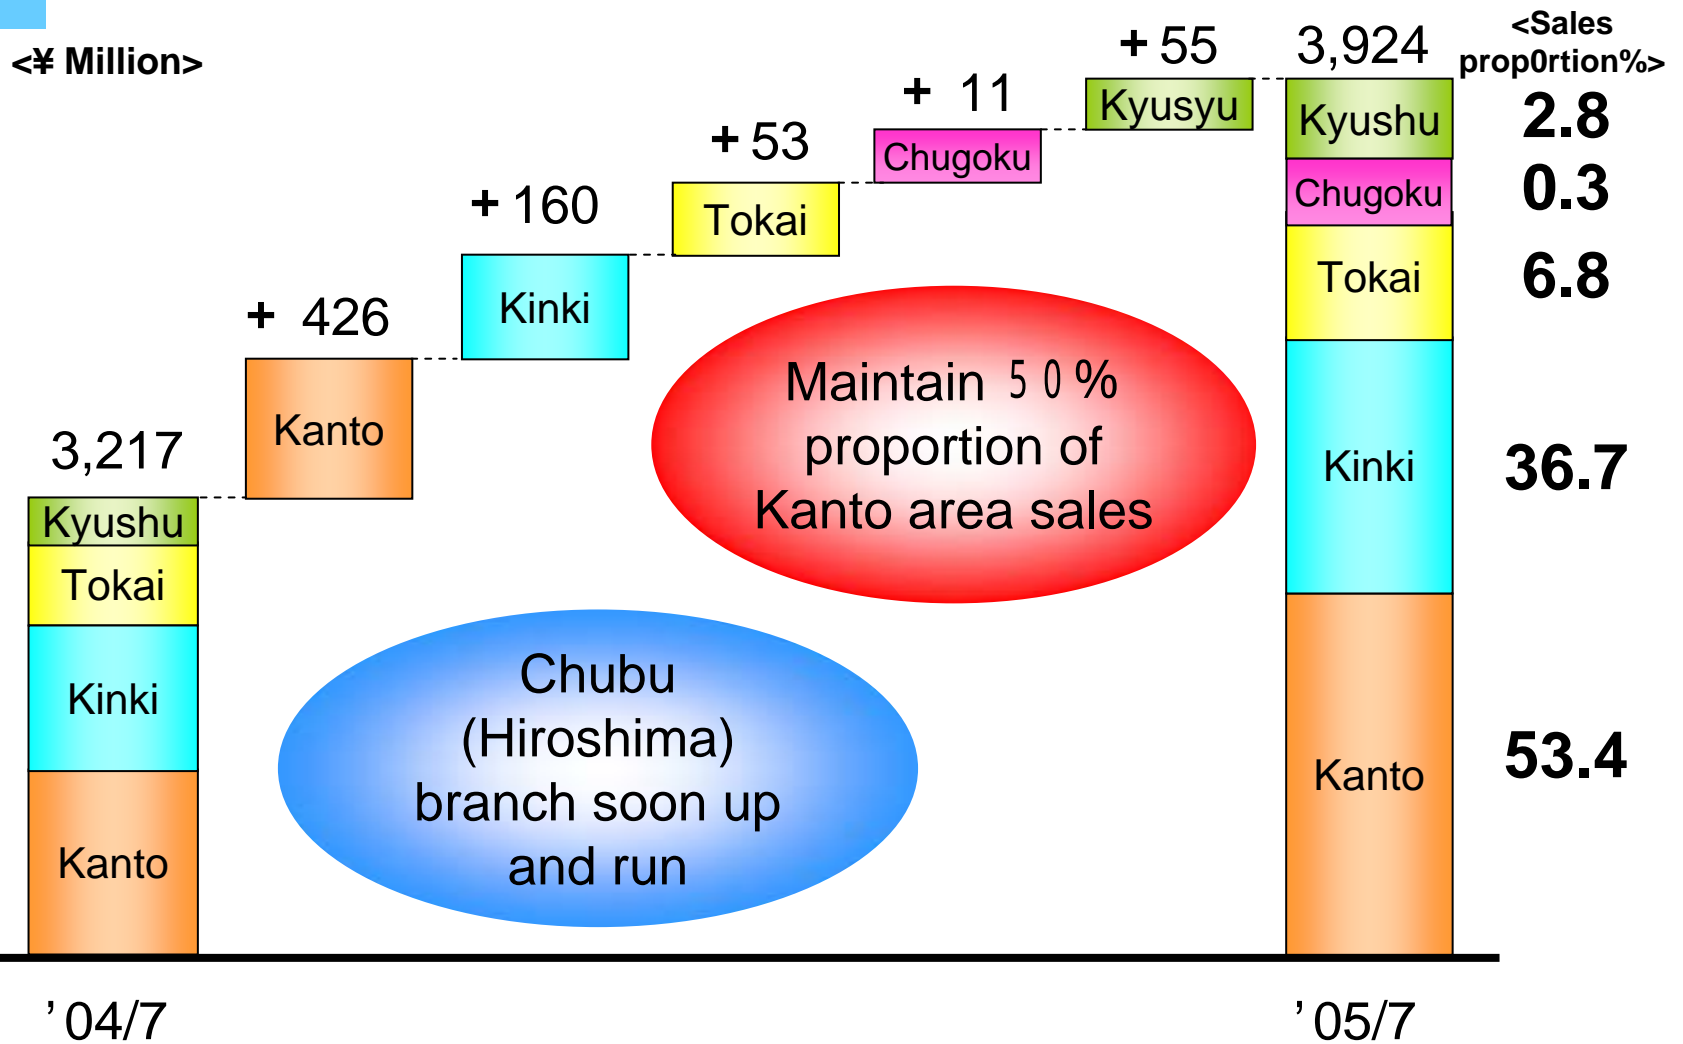 <¥ Million>
<Sales
prop0rtion%>
3,217
+ 426
+ 160
+ 53
+ 11
+ 55
3,924
Kyushu
Tokai
Kinki
Kanto
Kanto
Kinki
Tokai
Chugoku
Kyusyu
Kyushu
Chugoku
Tokai
Kinki
Kanto
2.8
0.3
6.8
36.7
53.4
Maintain 50%
proportion of
Kanto area sales
Chubu
(Hiroshima)
branch soon up
and run
’04/7
’05/7